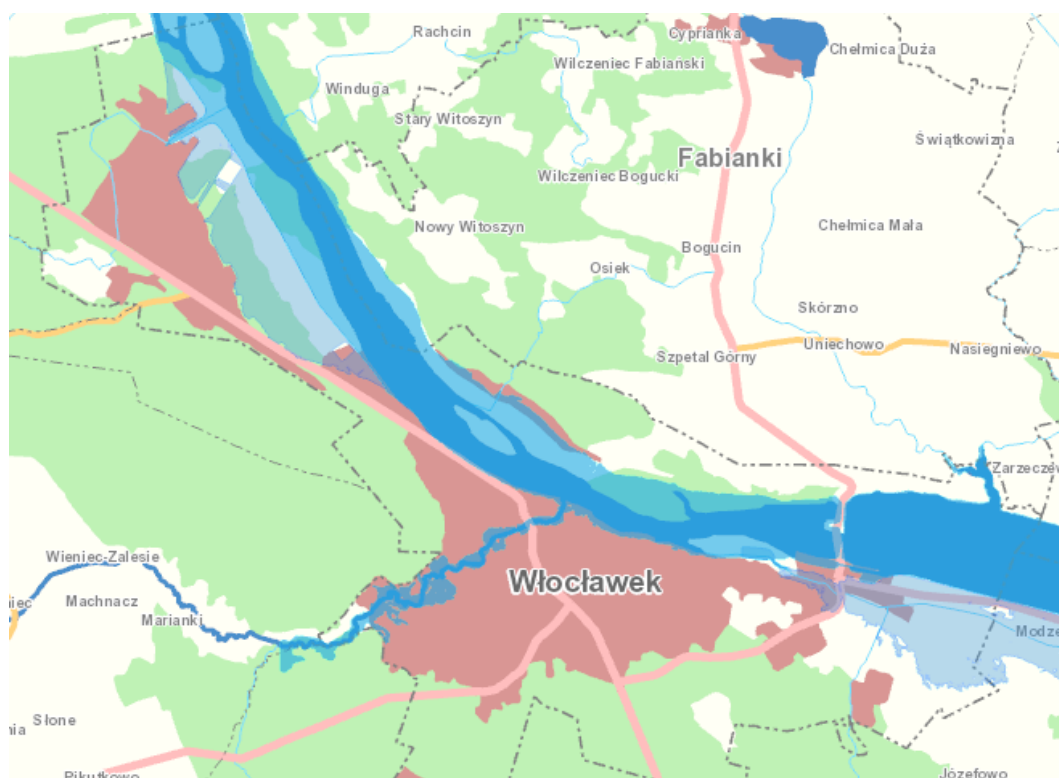 Rachcin
Cyprianka
Chełmica Duża
Wilczeniec Fabiański
Winduga
Stary Witoszyn
Świątkowizna
Fabianki
Wilczeniec Bogucki
Nowy Witoszyn
Chełmica Mała
Bogucin
Osiek
Skórzno
Uniechowo
Nasiegniewo
Szpetal Górny
Zarzeczew
Wieniec-Zalesie
Włocławek
Machnacz
Marianki
Modze
Słone
Pikutkowo
Józefowo